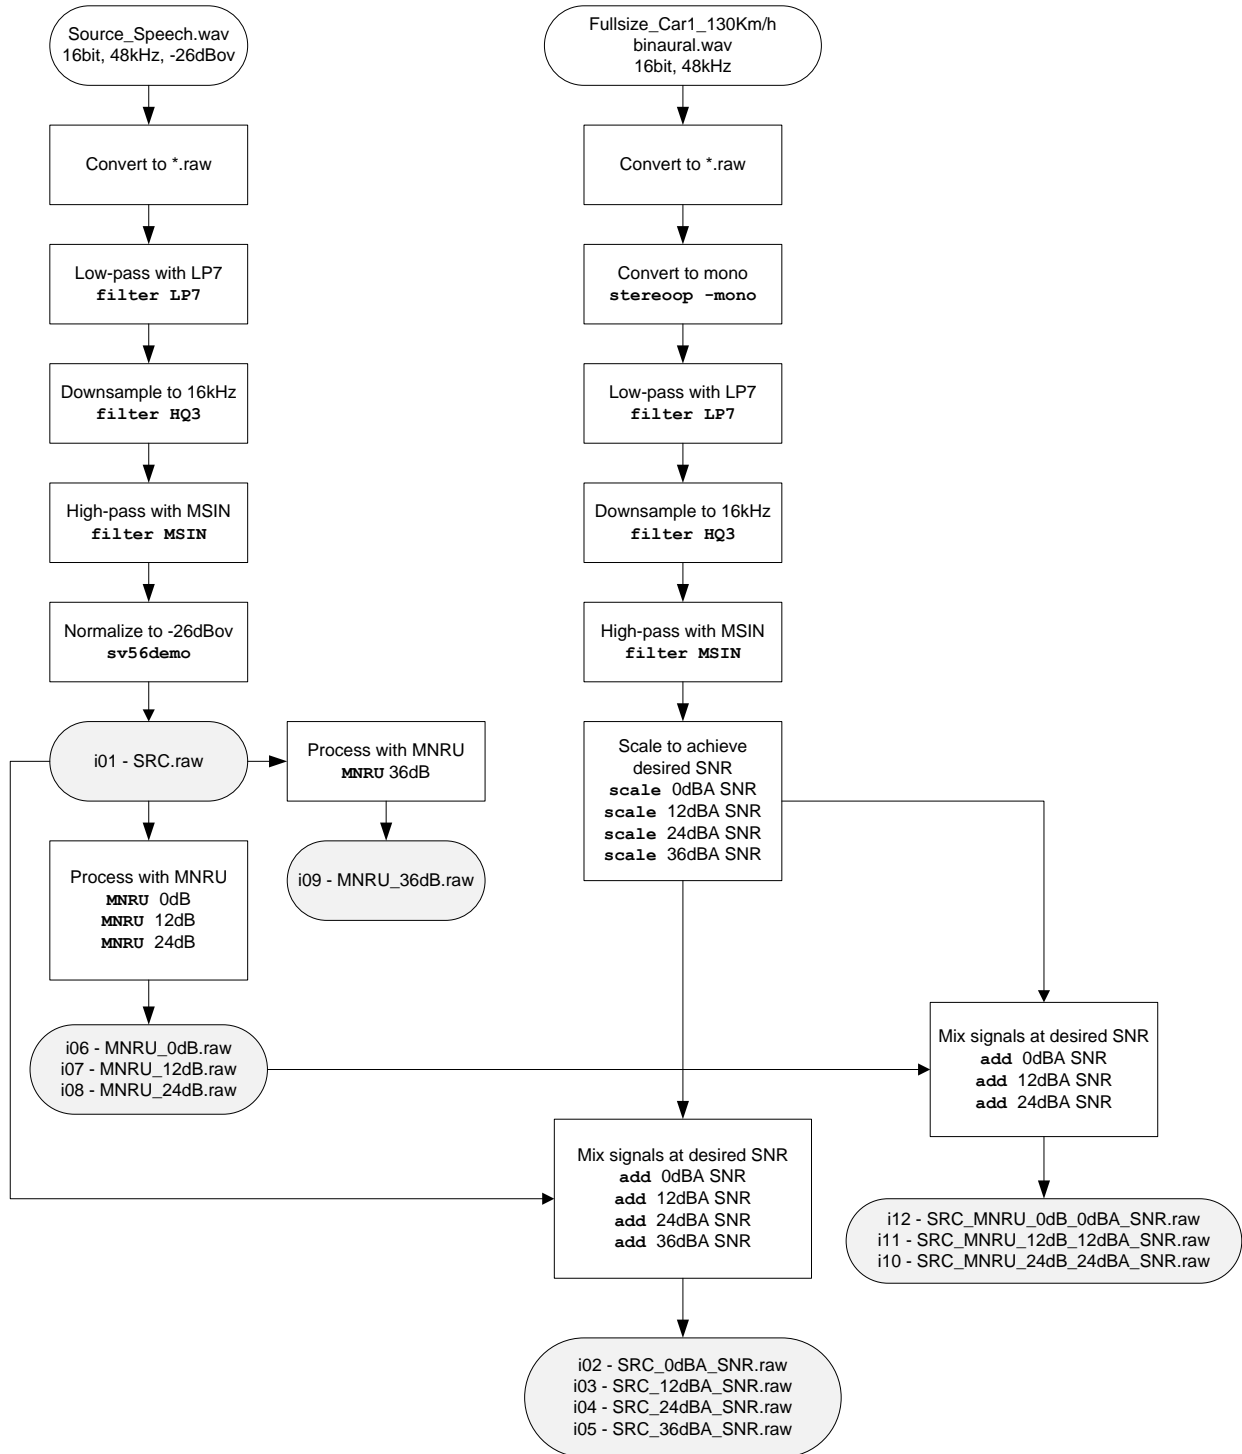 Source_Speech.wav
16bit, 48kHz, -26dBov
Convert to *.raw
Low-pass with LP7
filter LP7
Downsample to 16kHz
filter HQ3
High-pass with MSIN
filter MSIN
Normalize to -26dBov
sv56demo
i01 - SRC.raw
Process with MNRU
MNRU 36dB
i09 - MNRU_36dB.raw
Process with MNRU
MNRU 0dB
MNRU 12dB
MNRU 24dB
i06 - MNRU_0dB.raw
i07 - MNRU_12dB.raw
i08 - MNRU_24dB.raw
Fullsize_Car1_130Km/h
binaural.wav
16bit, 48kHz
Convert to *.raw
Convert to mono
stereoop -mono
Low-pass with LP7
filter LP7
Downsample to 16kHz
filter HQ3
High-pass with MSIN
filter MSIN
Scale to achieve
desired SNR
scale 0dBA SNR
scale 12dBA SNR
scale 24dBA SNR
scale 36dBA SNR
Mix signals at desired SNR
add 0dBA SNR
add 12dBA SNR
add 24dBA SNR
i12 - SRC_MNRU_0dB_0dBA_SNR.raw
i11 - SRC_MNRU_12dB_12dBA_SNR.raw
i10 - SRC_MNRU_24dB_24dBA_SNR.raw
Mix signals at desired SNR
add 0dBA SNR
add 12dBA SNR
add 24dBA SNR
add 36dBA SNR
i02 - SRC_0dBA_SNR.raw
i03 - SRC_12dBA_SNR.raw
i04 - SRC_24dBA_SNR.raw
i05 - SRC_36dBA_SNR.raw